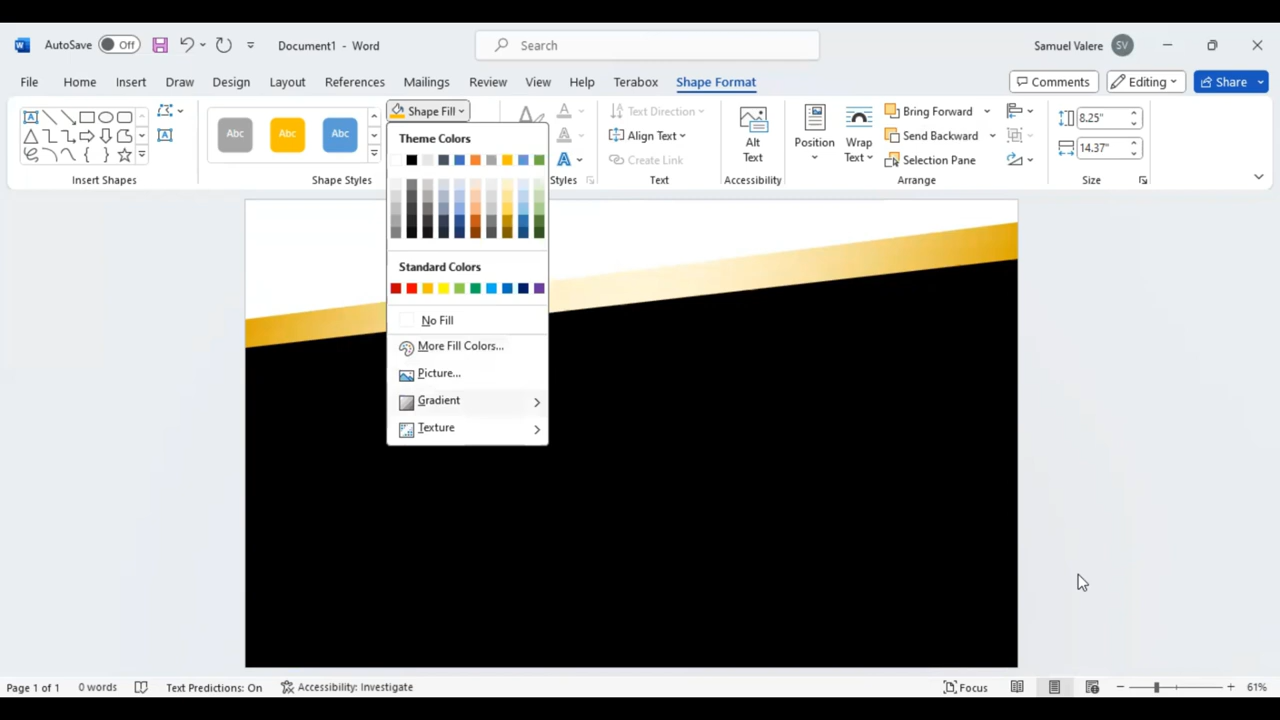 AutoSave Off Document1 - Word Search Samuel Valere SV
File Home Insert Draw Design Layout References Mailings Review View Help Terabox Shape Format Comments Editing Share
Shape Fill Text Direction Bring Forward 8.25"
Abc Abc Abc Align Text Alt Text Position Wrap Text Send Backward 14.37"
Create Link Selection Pane
Insert Shapes Shape Styles Styles Text Accessibility Arrange Size
Theme Colors
Standard Colors
No Fill
More Fill Colors...
Picture...
Gradient
Texture
Page 1 of 1 0 words Text Predictions: On Accessibility: Investigate Focus 61%